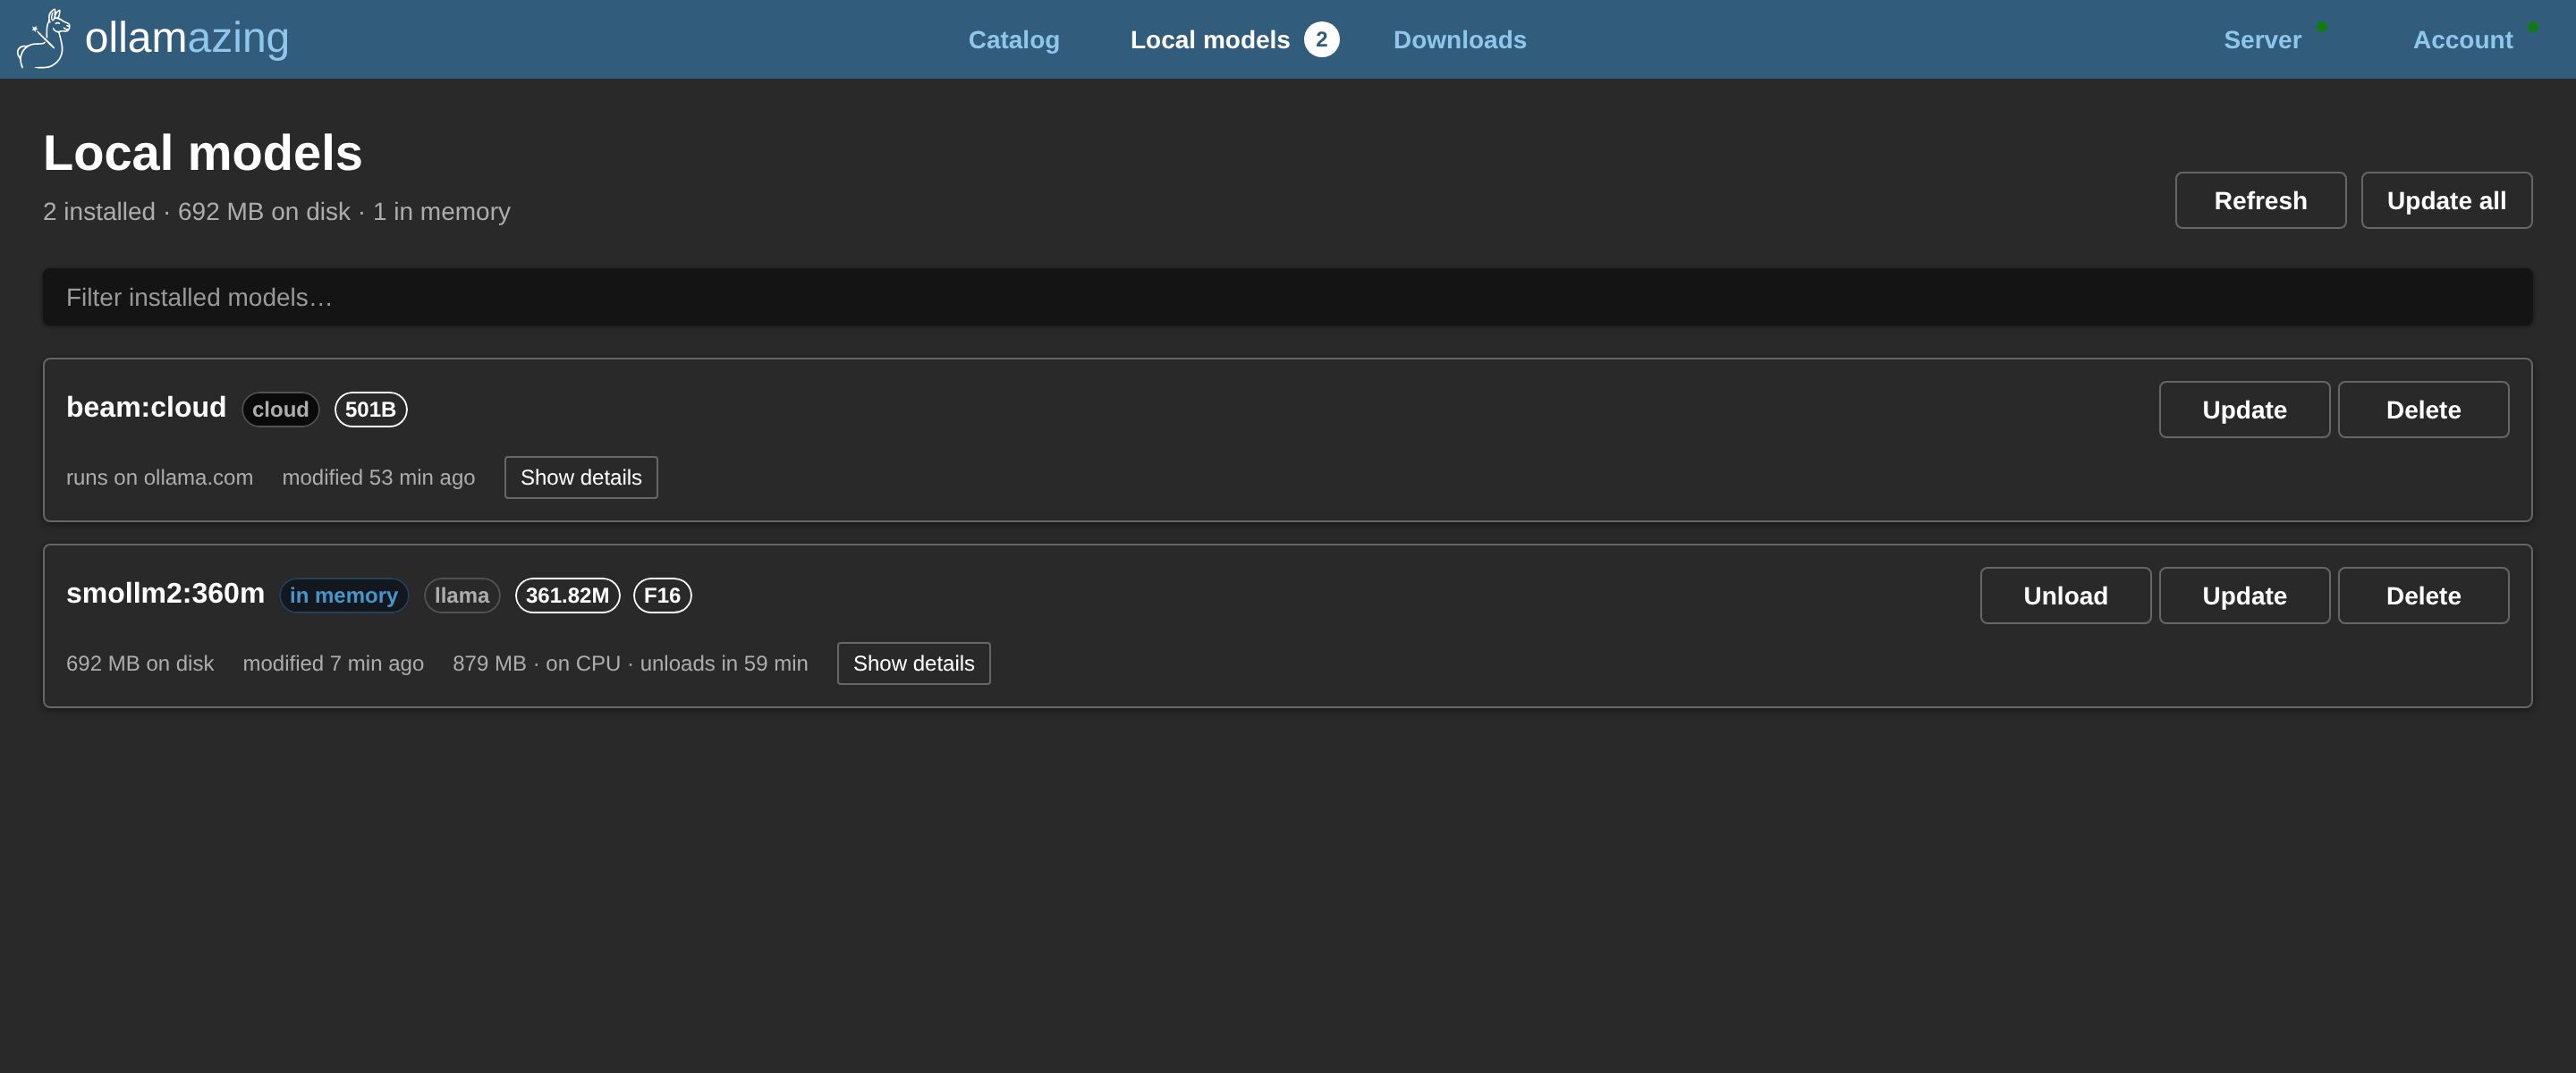 ollamazing
Catalog
Local models 2
Downloads
Server
Account
Local models
2 installed · 692 MB on disk · 1 in memory
Refresh
Update all
Filter installed models…
beam:cloud cloud 501B
Update
Delete
runs on ollama.com modified 53 min ago Show details
smollm2:360m in memory llama 361.82M F16
Unload
Update
Delete
692 MB on disk modified 7 min ago 879 MB · on CPU · unloads in 59 min Show details